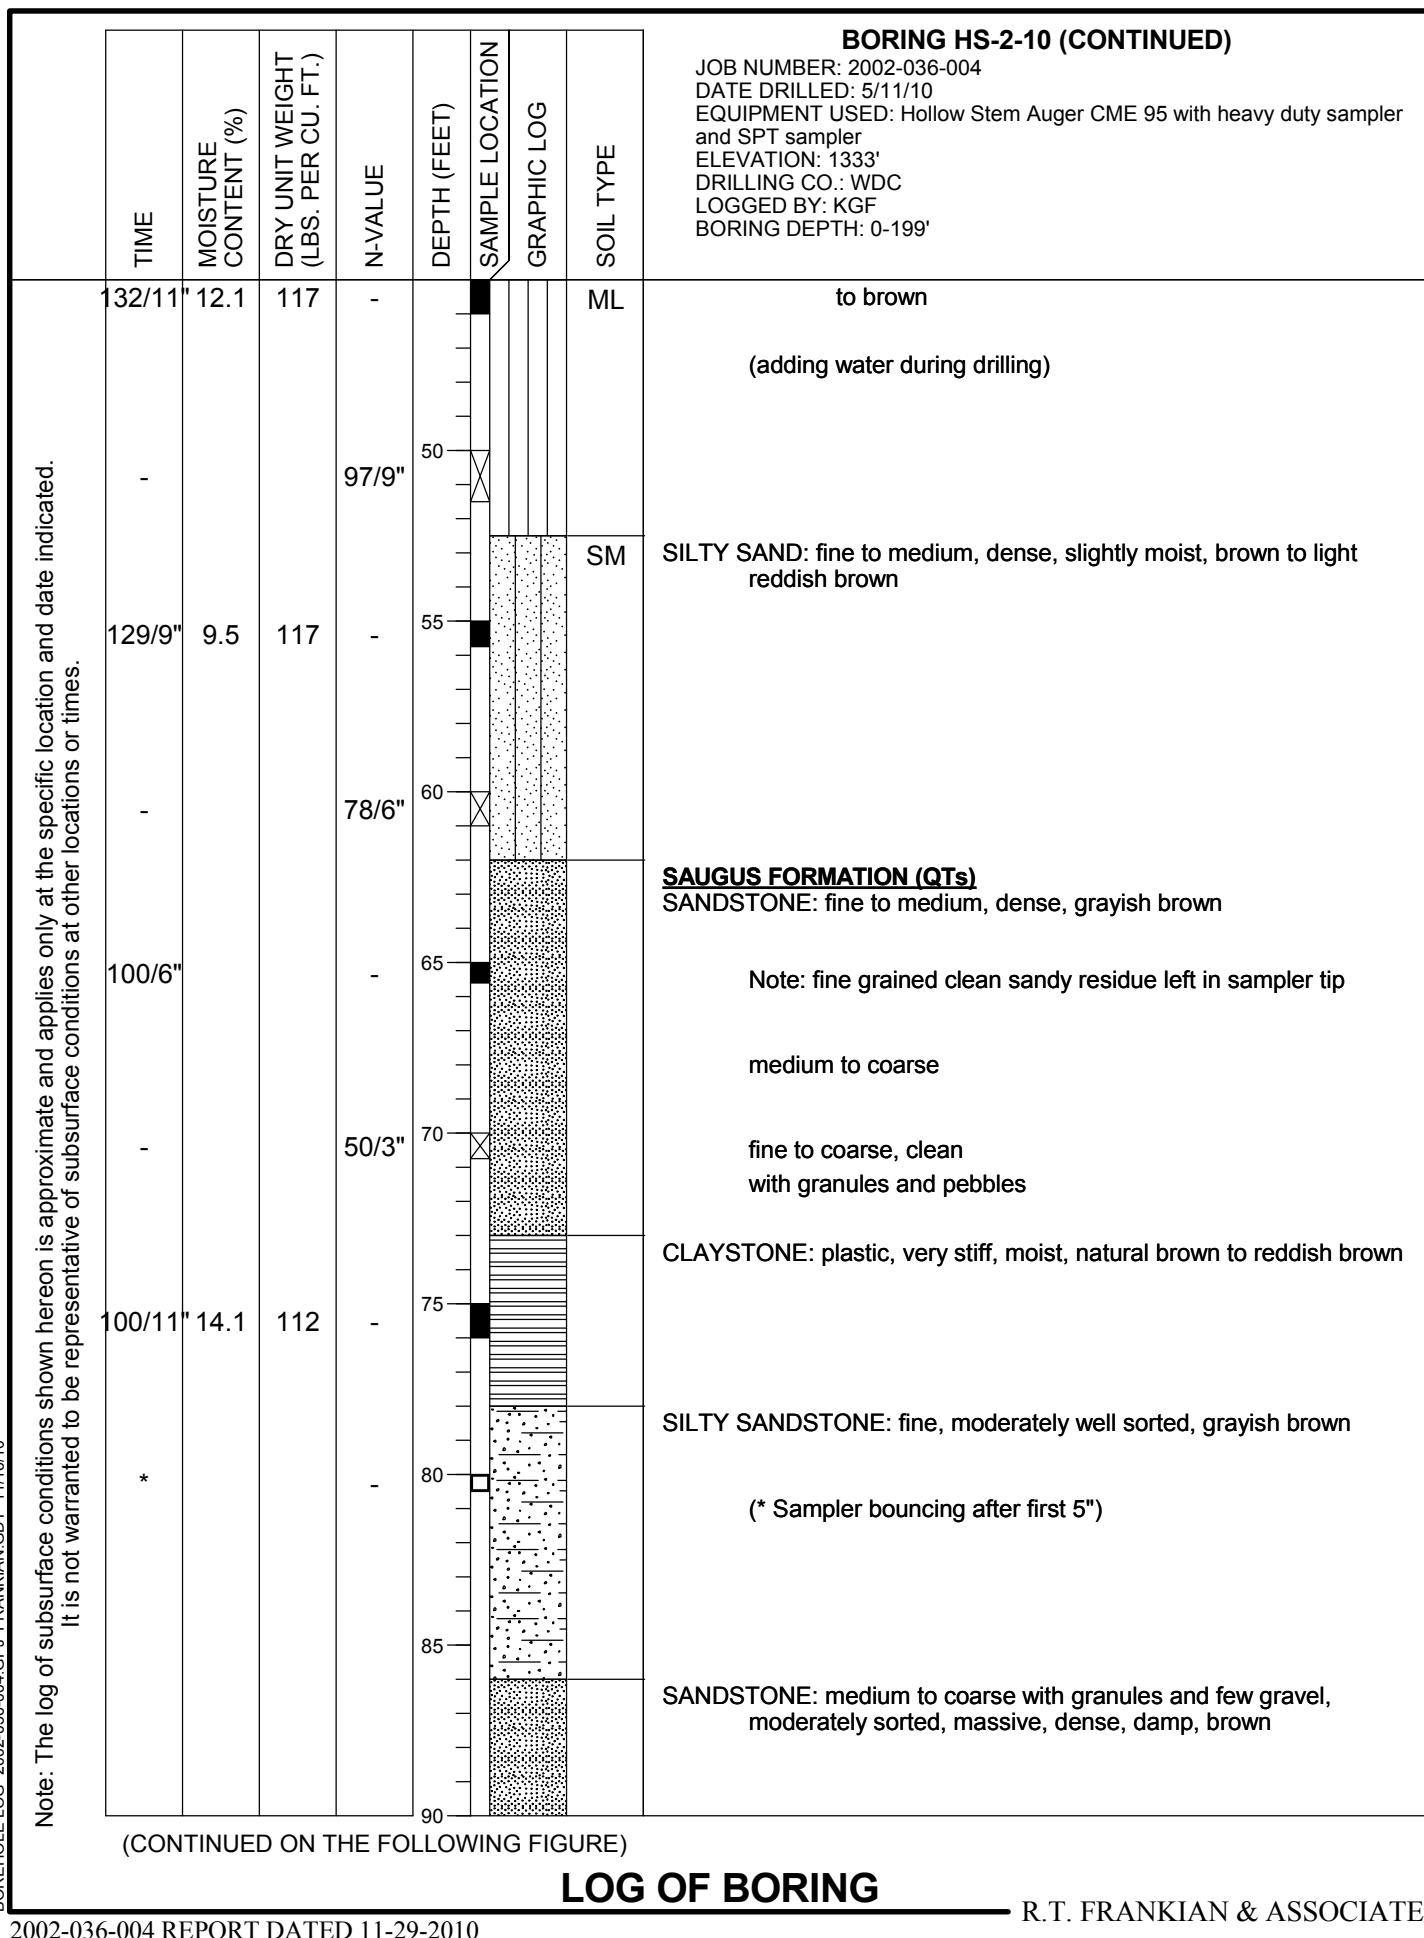 BORING HS-2-10 (CONTINUED)
JOB NUMBER: 2002-036-004
DATE DRILLED: 5/11/10
EQUIPMENT USED: Hollow Stem Auger CME 95 with heavy duty sampler
and SPT sampler
ELEVATION: 1333'
DRILLING CO.: WDC
LOGGED BY: KGF
BORING DEPTH: 0-199'
TIME
MOISTURE
CONTENT (%)
DRY UNIT WEIGHT
(LBS. PER CU. FT.)
N-VALUE
DEPTH (FEET)
SAMPLE LOCATION
GRAPHIC LOG
SOIL TYPE
132/11" 12.1 117 - ML to brown
(adding water during drilling)
50
- 97/9"
SM SILTY SAND: fine to medium, dense, slightly moist, brown to light
reddish brown
55
129/9" 9.5 117 -
60
- 78/6"
SAUGUS FORMATION (QTs)
SANDSTONE: fine to medium, dense, grayish brown
65
100/6" - Note: fine grained clean sandy residue left in sampler tip
medium to coarse
70
- 50/3" fine to coarse, clean
with granules and pebbles
CLAYSTONE: plastic, very stiff, moist, natural brown to reddish brown
75
100/11" 14.1 112 -
SILTY SANDSTONE: fine, moderately well sorted, grayish brown
80
* -
(* Sampler bouncing after first 5")
85
SANDSTONE: medium to coarse with granules and few gravel,
moderately sorted, massive, dense, damp, brown
90
Note: The log of subsurface conditions shown hereon is approximate and applies only at the specific location and date indicated.
It is not warranted to be representative of subsurface conditions at other locations or times.
(CONTINUED ON THE FOLLOWING FIGURE)
LOG OF BORING
R.T. FRANKIAN & ASSOCIATE
2002-036-004 REPORT DATED 11-29-2010